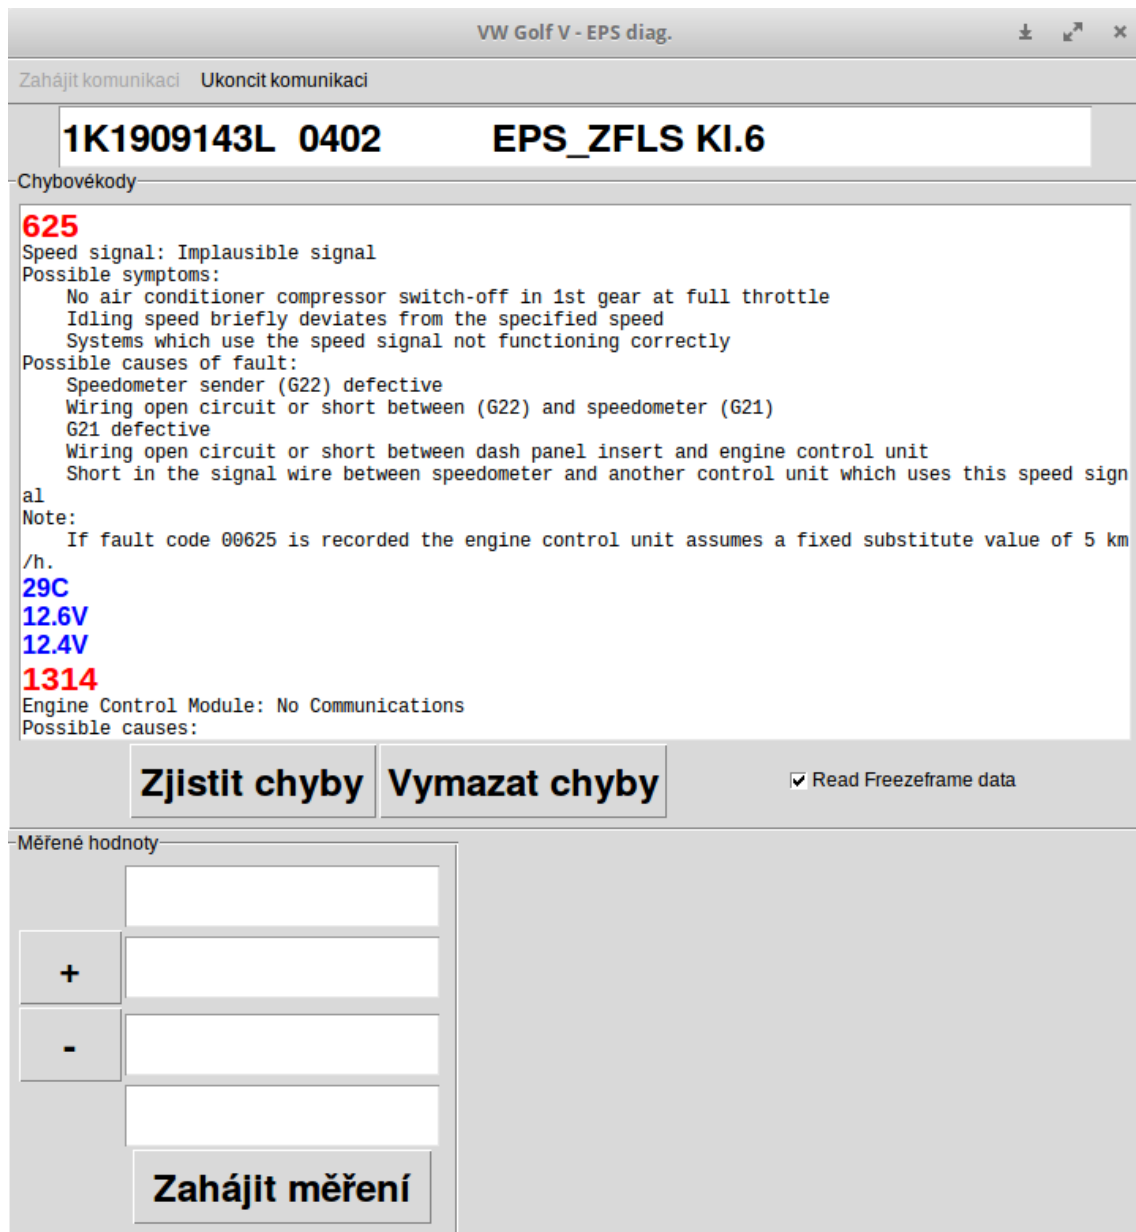 VW Golf V - EPS diag.
Zahájit komunikaci Ukoncit komunikaci
1K1909143L 0402 EPS_ZFLS Kl.6
Chybovékody
625
Speed signal: Implausible signal
Possible symptoms:
No air conditioner compressor switch-off in 1st gear at full throttle
Idling speed briefly deviates from the specified speed
Systems which use the speed signal not functioning correctly
Possible causes of fault:
Speedometer sender (G22) defective
Wiring open circuit or short between (G22) and speedometer (G21)
G21 defective
Wiring open circuit or short between dash panel insert and engine control unit
Short in the signal wire between speedometer and another control unit which uses this speed sign
al
Note:
If fault code 00625 is recorded the engine control unit assumes a fixed substitute value of 5 km
/h.
29C
12.6V
12.4V
1314
Engine Control Module: No Communications
Possible causes:
Zjistit chyby Vymazat chyby Read Freezeframe data
Měřené hodnoty
+
-
Zahájit měření